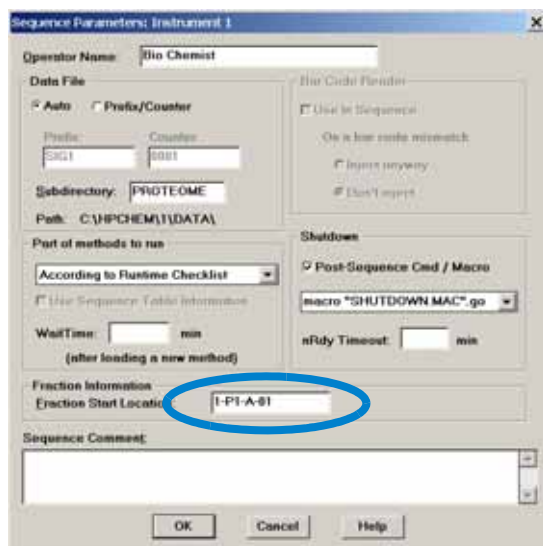 Sequence Parameters: Instrument 1
Operator Name: Bio Chemist
Data File
Auto Prefix/Counter
Prefix: Counter
SIG1 0001
Subdirectory: PROTEOME
Path: C:\HPCHEM\1\DATA\
Bar Code Reader
Use In Sequence
On a bar code mismatch
Inject anyway
Don't inject
Part of methods to run
According to Runtime Checklist
Use Sequence Table Information
WaitTime: min
(after loading a new method)
Shutdown
Post-Sequence Cmd / Macro
macro "SHUTDOWN.MAC",go
nRdy Timeout: min
Fraction Information
Fraction Start Location: 1-P1-A-01
Sequence Comment:
OK Cancel Help